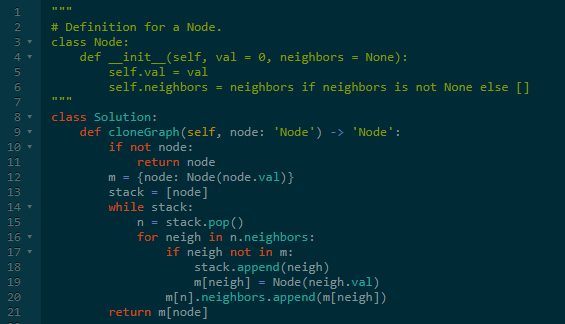 1 """
2 # Definition for a Node.
3 class Node:
4     def __init__(self, val = 0, neighbors = None):
5         self.val = val
6         self.neighbors = neighbors if neighbors is not None else []
7 """
8 class Solution:
9     def cloneGraph(self, node: 'Node') -> 'Node':
10         if not node:
11             return node
12         m = {node: Node(node.val)}
13         stack = [node]
14         while stack:
15             n = stack.pop()
16             for neigh in n.neighbors:
17                 if neigh not in m:
18                     stack.append(neigh)
19                     m[neigh] = Node(neigh.val)
20                 m[n].neighbors.append(m[neigh])
21         return m[node]